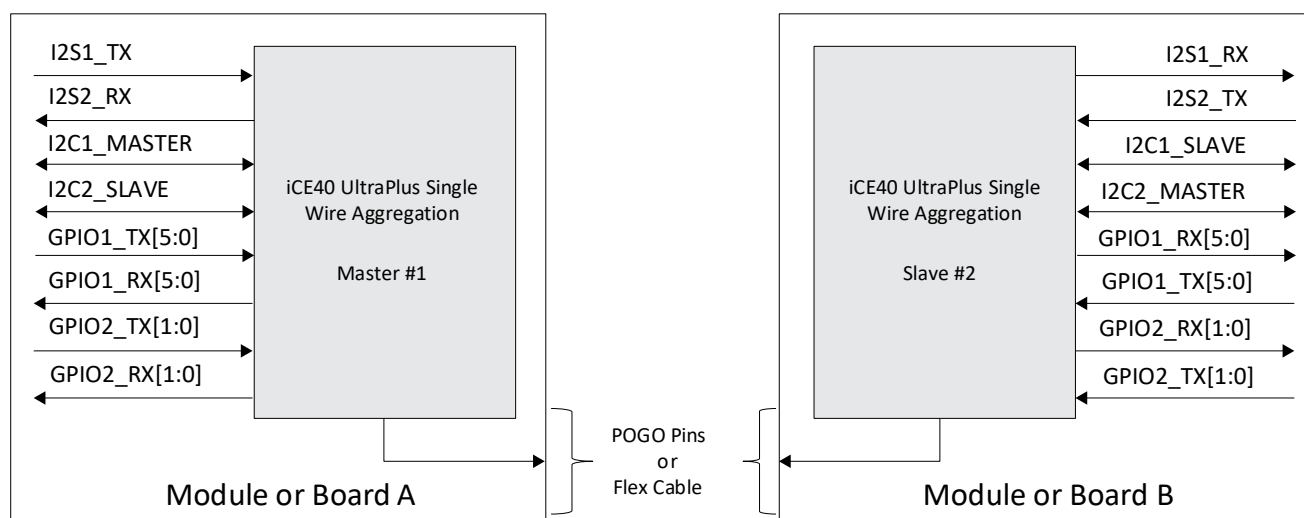 I2S1_TX
I2S2_RX
I2C1_MASTER
I2C2_SLAVE
GPIO1_TX[5:0]
GPIO1_RX[5:0]
GPIO2_TX[1:0]
GPIO2_RX[1:0]
iCE40 UltraPlus Single
Wire Aggregation
Master #1
Module or Board A
POGO Pins
or
Flex Cable
iCE40 UltraPlus Single
Wire Aggregation
Slave #2
I2S1_RX
I2S2_TX
I2C1_SLAVE
I2C2_MASTER
GPIO1_RX[5:0]
GPIO1_TX[5:0]
GPIO2_RX[1:0]
GPIO2_TX[1:0]
Module or Board B